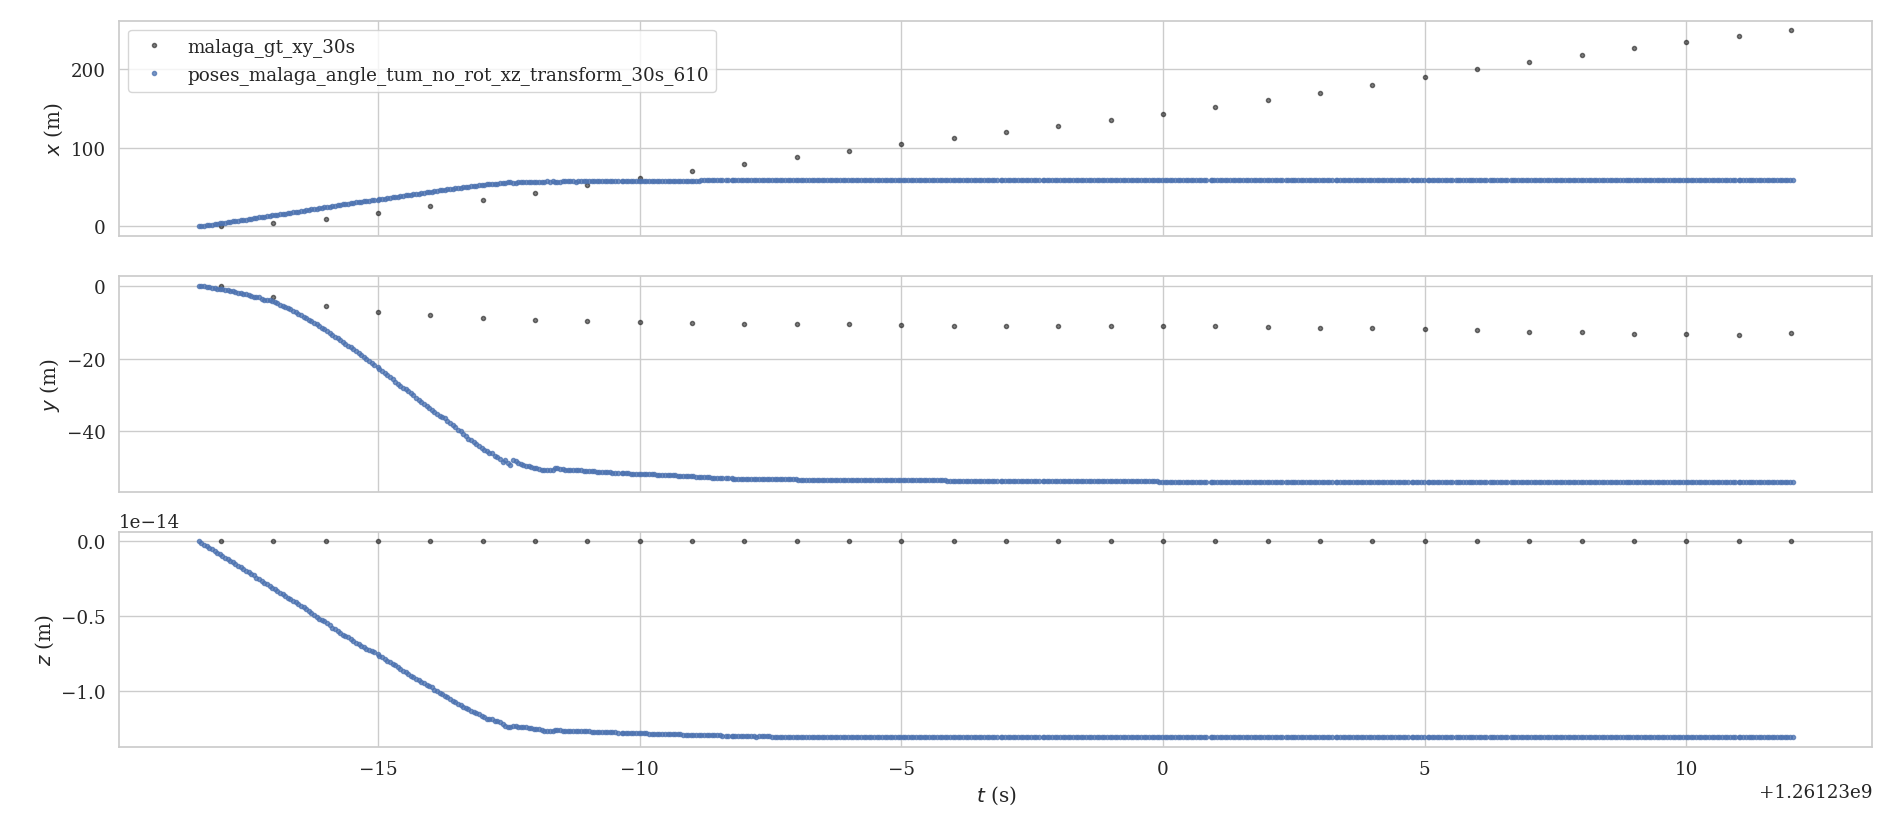 malaga_gt_xy_30s
poses_malaga_angle_tum_no_rot_xz_transform_30s_610
200
100
0
x (m)
0
−20
−40
y (m)
1e−14
0.0
−0.5
−1.0
z (m)
−15 −10 −5 0 5 10
t (s)
+1.26123e9